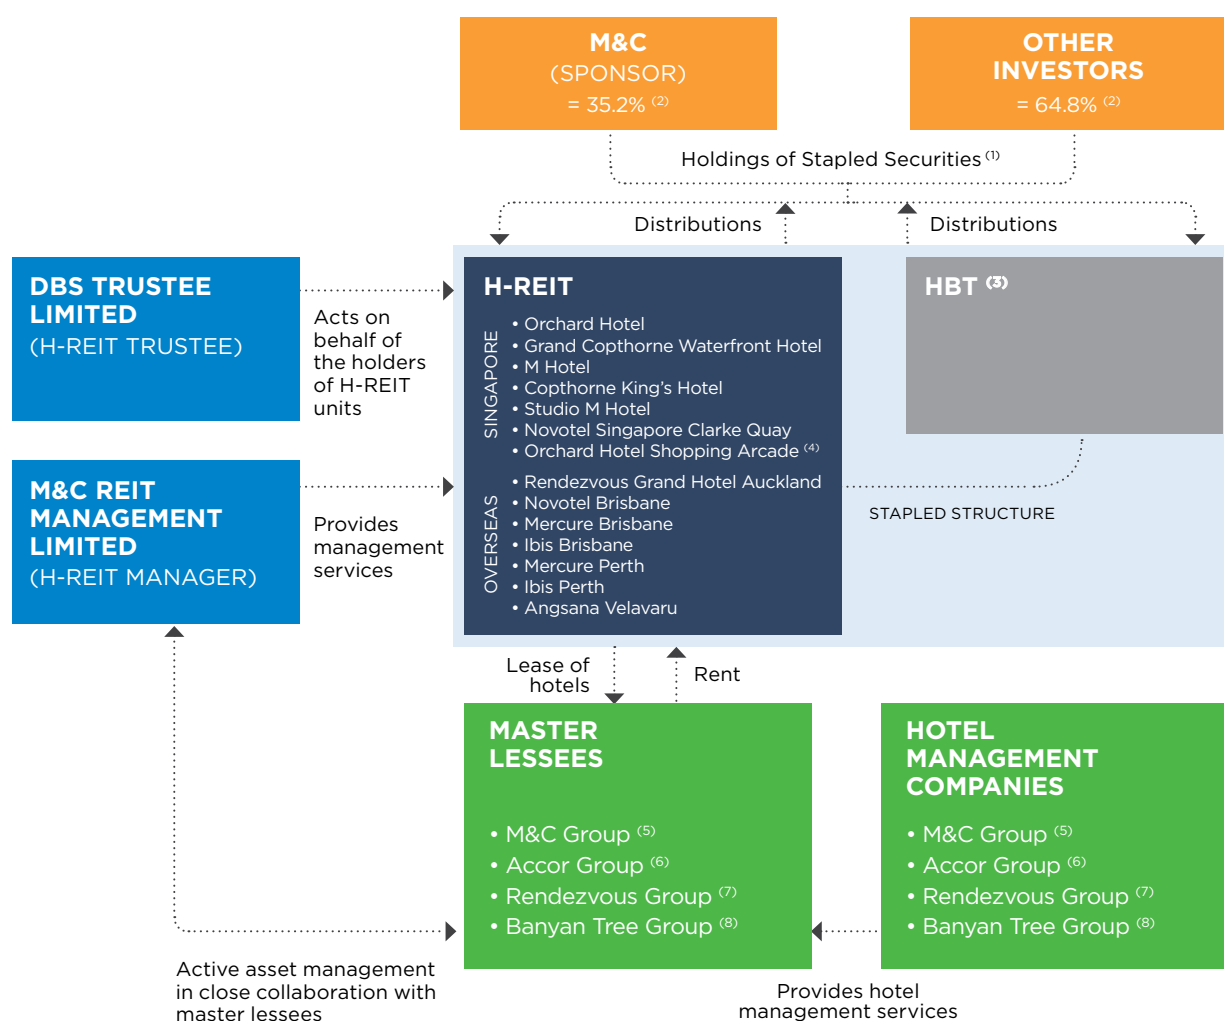 M&C
(SPONSOR)
= 35.2% (2)
OTHER
INVESTORS
= 64.8% (2)
Holdings of Stapled Securities (1)
Distributions
Distributions
DBS TRUSTEE
LIMITED
(H-REIT TRUSTEE)
Acts on
behalf of
the holders
of H-REIT
units
H-REIT
SINGAPORE
• Orchard Hotel
• Grand Copthorne Waterfront Hotel
• M Hotel
• Copthorne King's Hotel
• Studio M Hotel
• Novotel Singapore Clarke Quay
• Orchard Hotel Shopping Arcade (4)
OVERSEAS
• Rendezvous Grand Hotel Auckland
• Novotel Brisbane
• Mercure Brisbane
• Ibis Brisbane
• Mercure Perth
• Ibis Perth
• Angsana Velavaru
HBT (3)
STAPLED STRUCTURE
M&C REIT
MANAGEMENT
LIMITED
(H-REIT MANAGER)
Provides
management
services
Lease of
hotels
Rent
MASTER
LESSEES
• M&C Group (5)
• Accor Group (6)
• Rendezvous Group (7)
• Banyan Tree Group (8)
HOTEL
MANAGEMENT
COMPANIES
• M&C Group (5)
• Accor Group (6)
• Rendezvous Group (7)
• Banyan Tree Group (8)
Active asset management
in close collaboration with
master lessees
Provides hotel
management services